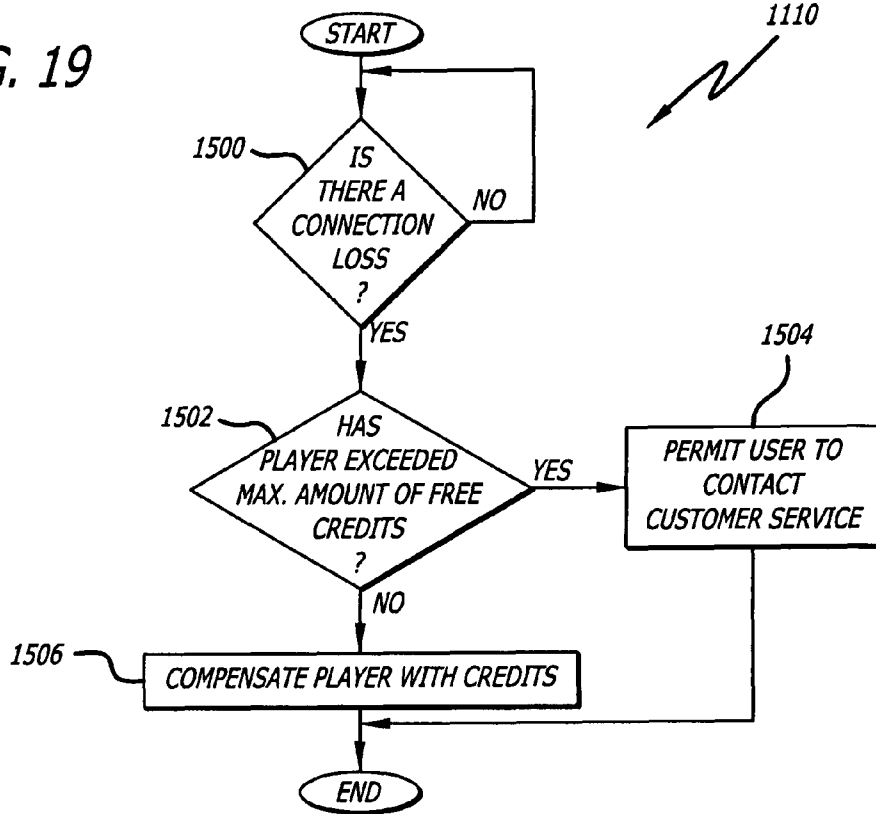 G. 19
START
1110
1500
IS
THERE A
CONNECTION
LOSS
?
NO
YES
1504
1502
HAS
PLAYER EXCEEDED
MAX. AMOUNT OF FREE
CREDITS
?
YES
PERMIT USER TO
CONTACT
CUSTOMER SERVICE
NO
1506
COMPENSATE PLAYER WITH CREDITS
END